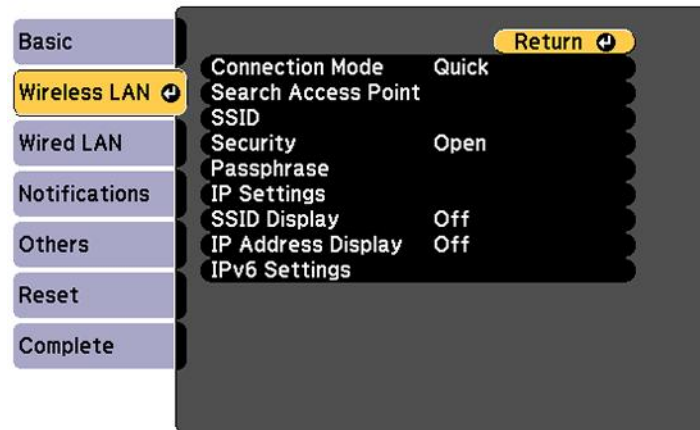 Basic
Wireless LAN
Wired LAN
Notifications
Others
Reset
Complete
Return
Connection Mode Quick
Search Access Point
SSID
Security Open
Passphrase
IP Settings
SSID Display Off
IP Address Display Off
IPv6 Settings